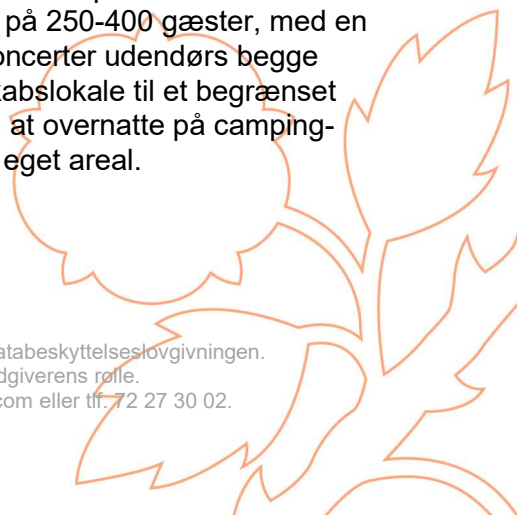 på 250-400 gæster, med en
oncerter udendørs begge
kabslokale til et begrænset
at overnatte på camping-
eget areal.
atabeskyttelseslovgivningen.
dgiverens rolle.
com eller tlf. 72 27 30 02.